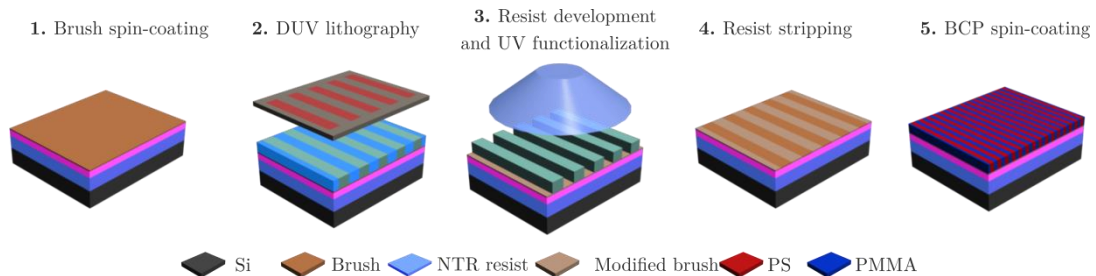 1. Brush spin-coating
2. DUV lithography
3. Resist development
and UV functionalization
4. Resist stripping
5. BCP spin-coating
Si
Brush
NTR resist
Modified brush
PS
PMMA